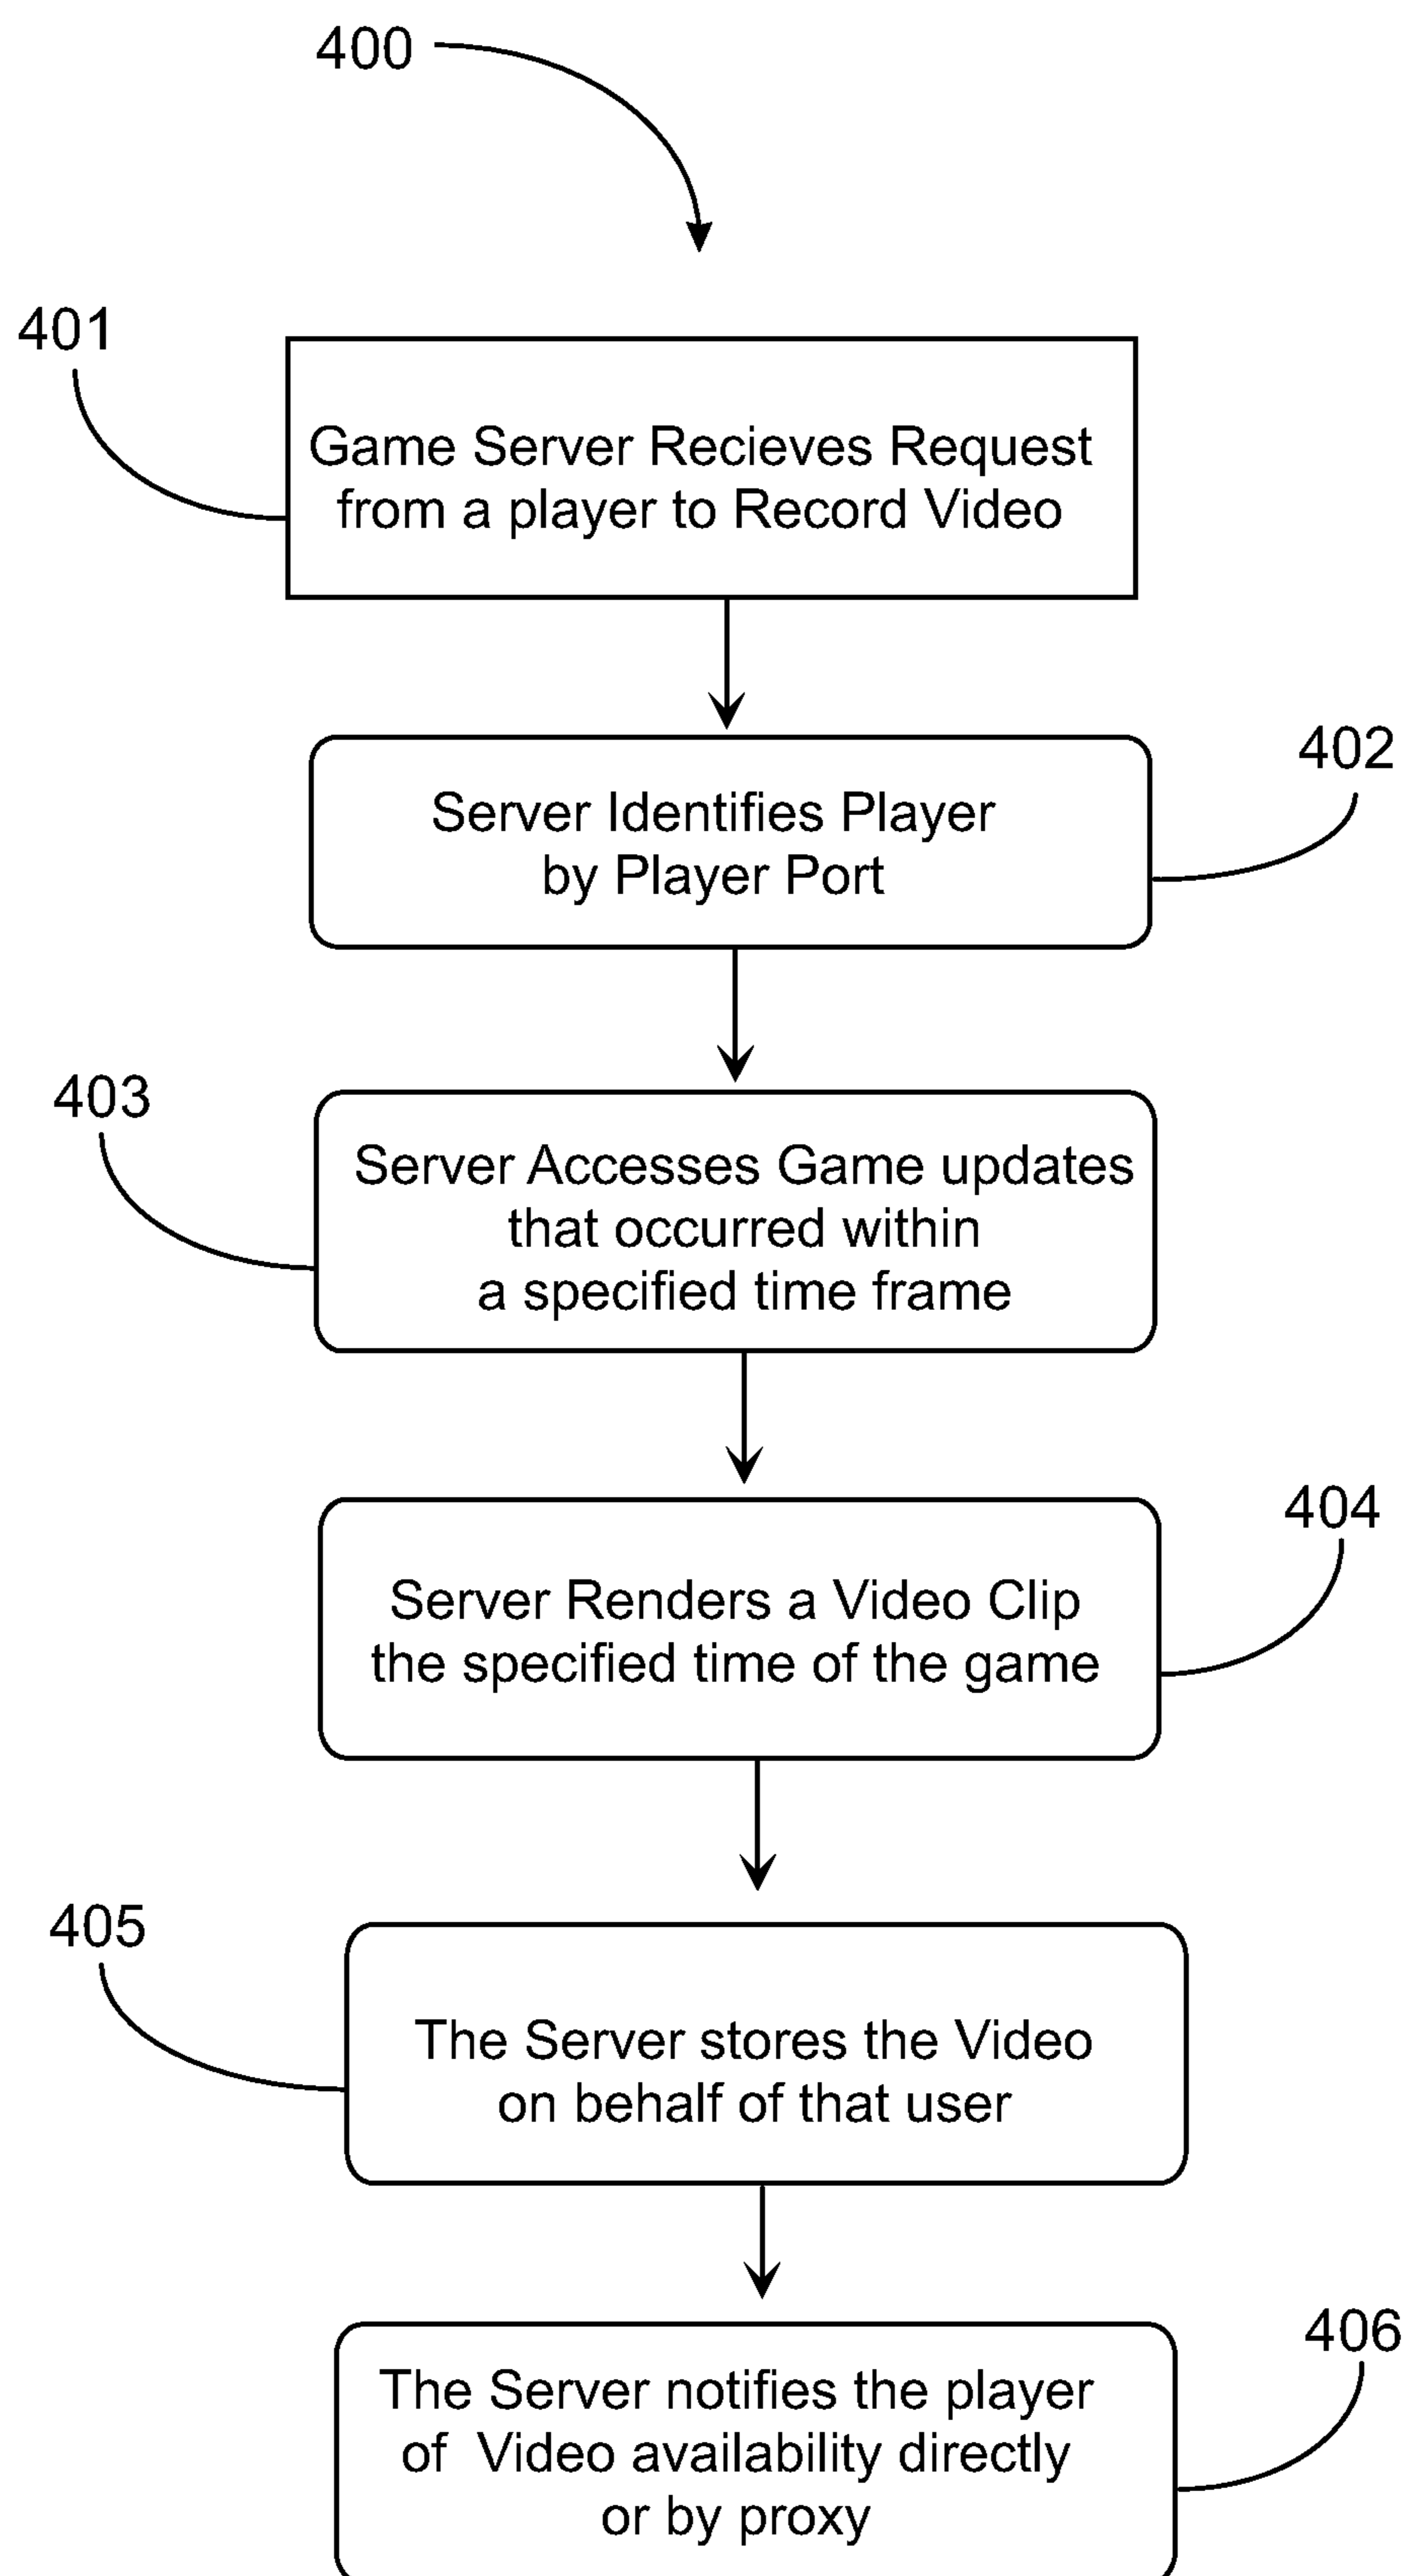 400
401
Game Server Recieves Request
from a player to Record Video
402
Server Identifies Player
by Player Port
403
Server Accesses Game updates
that occurred within
a specified time frame
404
Server Renders a Video Clip
the specified time of the game
405
The Server stores the Video
on behalf of that user
406
The Server notifies the player
of Video availability directly
or by proxy